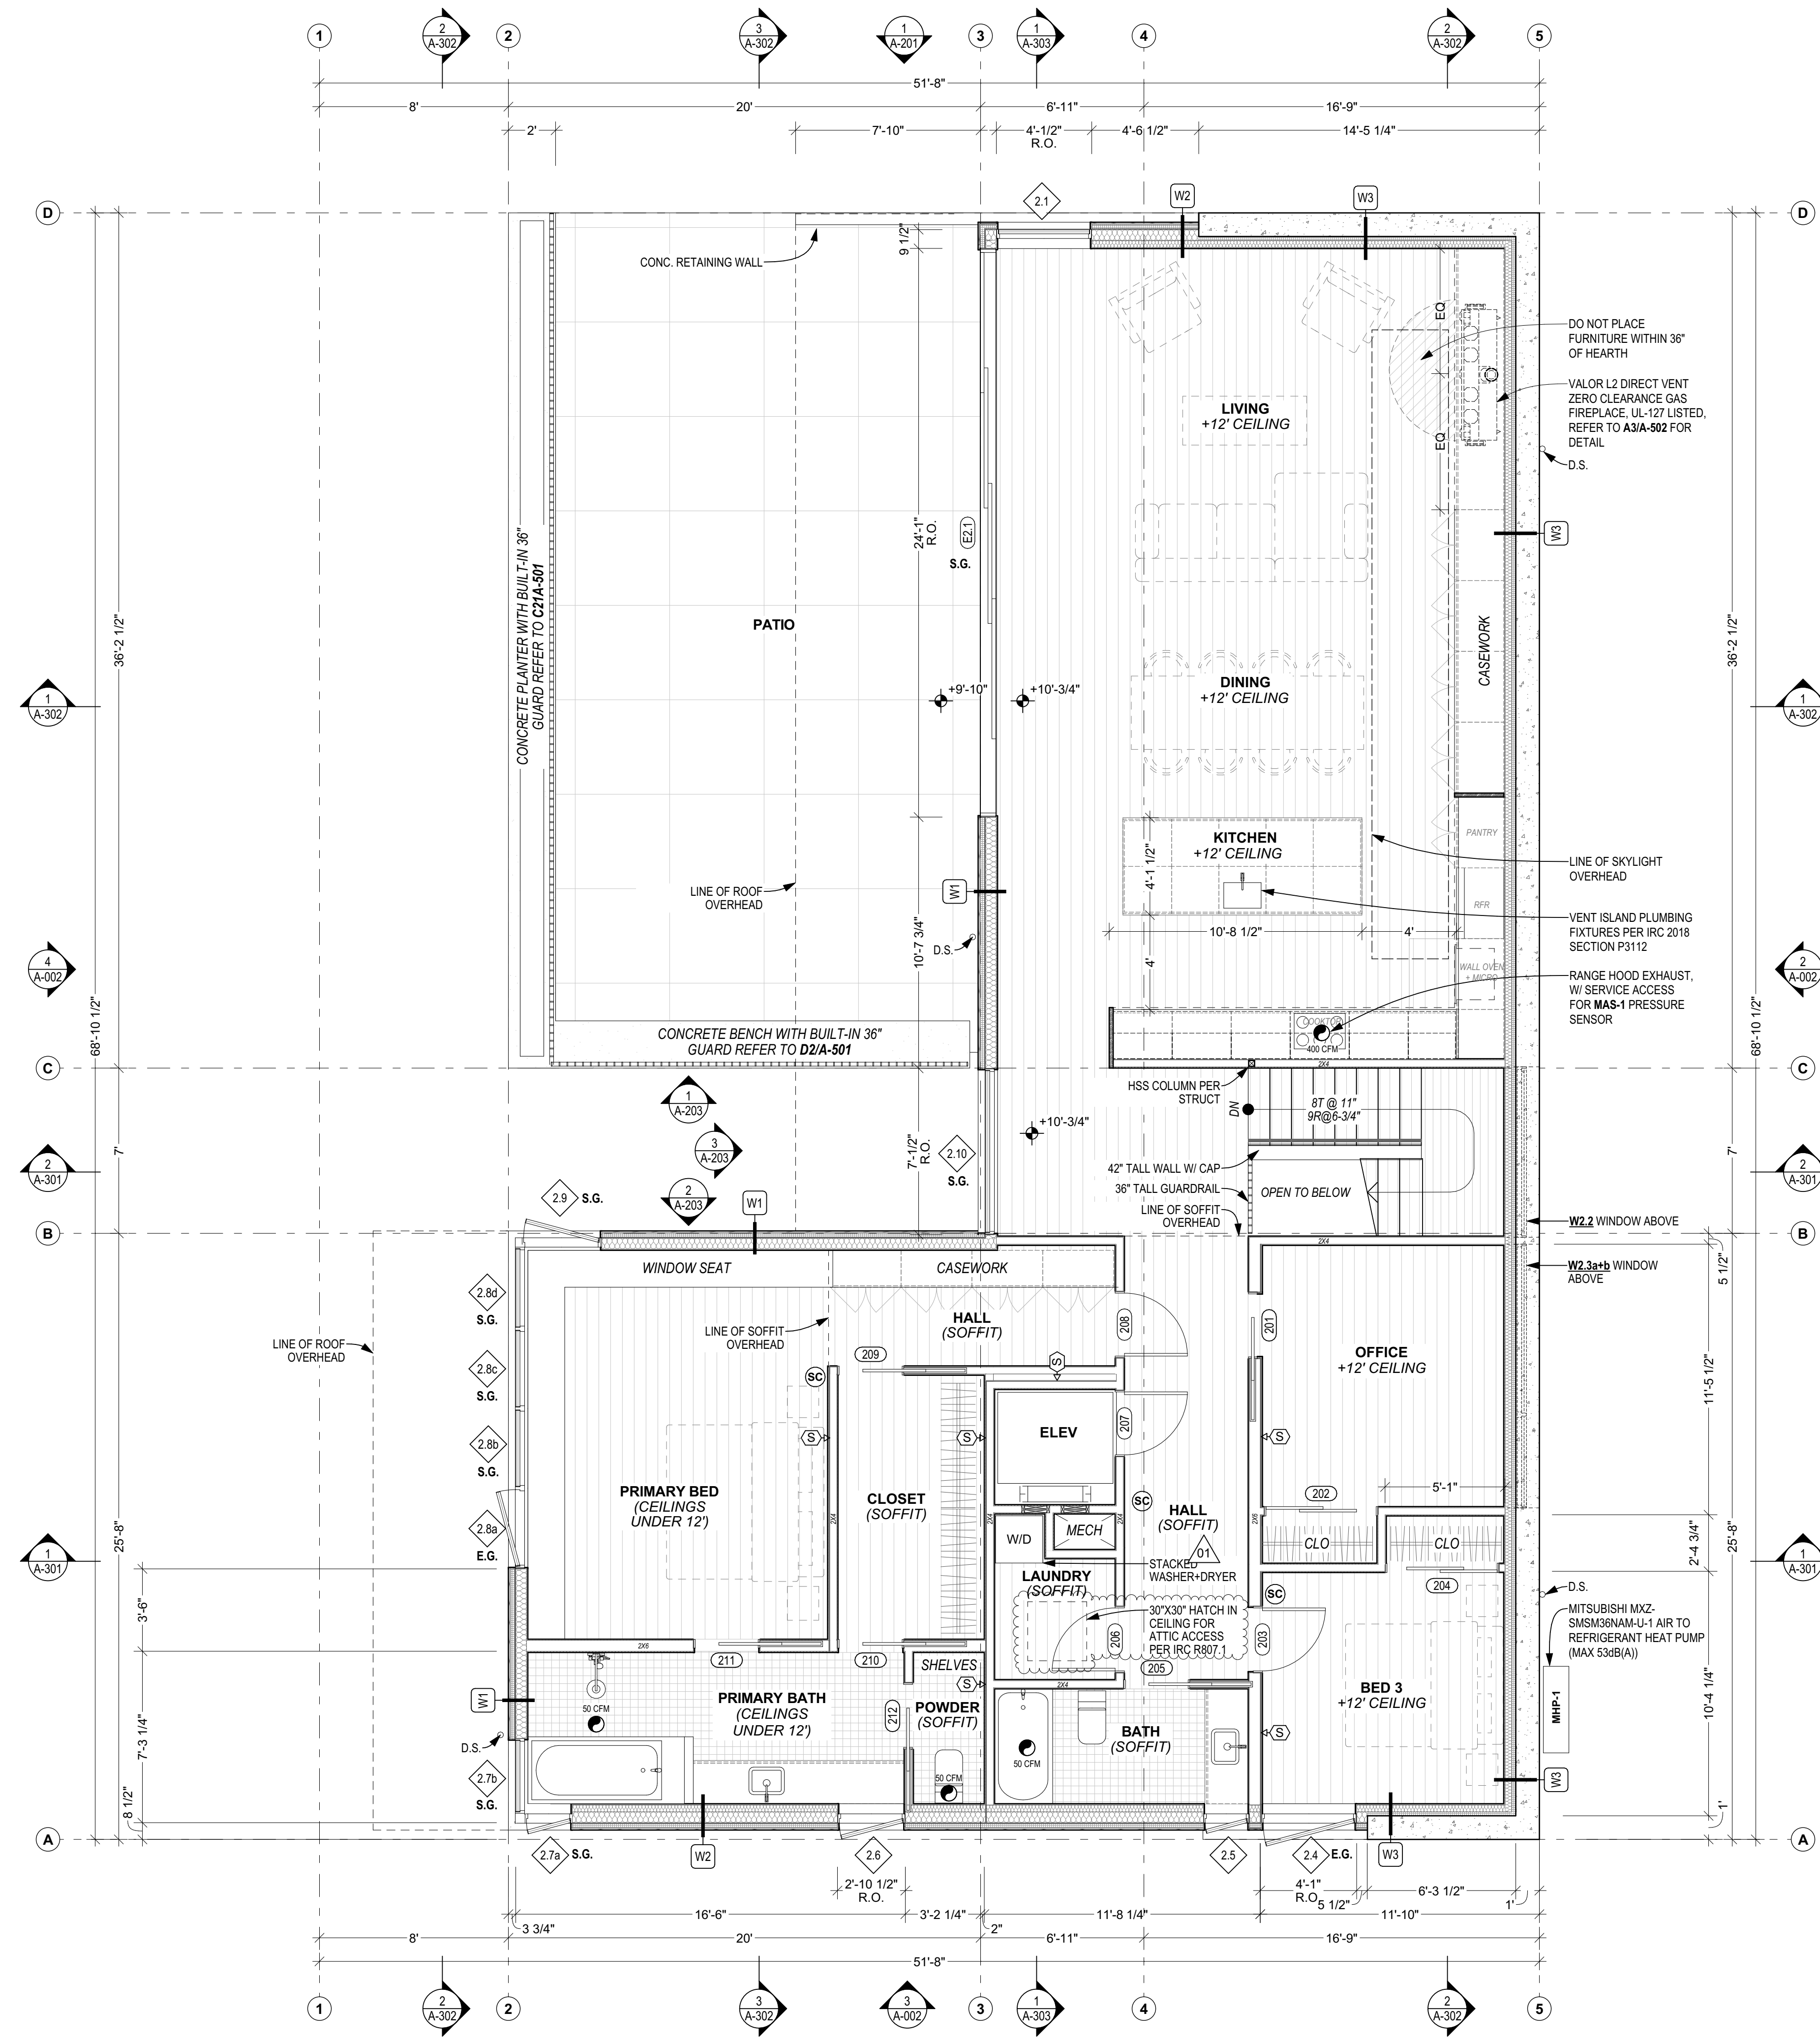 1
2
3
4
5
2
A-302
3
A-302
1
A-201
1
A-303
2
A-302
51'-8"
8'
20'
6'-11"
16'-9"
2'
7'-10"
4'-1/2"
R.O.
4'-6 1/2"
14'-5 1/4"
D
D
2.1
W2
W3
9 1/2"
CONC. RETAINING WALL
EQ
EQ
DO NOT PLACE
FURNITURE WITHIN 36"
OF HEARTH
VALOR L2 DIRECT VENT
ZERO CLEARANCE GAS
FIREPLACE, UL-127 LISTED,
REFER TO A3/A-502 FOR
DETAIL
D.S.
LIVING
+12' CEILING
24'-1"
R.O.
E2.1
S.G.
W3
CONCRETE PLANTER WITH BUILT-IN 36"
GUARD REFER TO C21A-501
36'-2 1/2"
36'-2 1/2"
PATIO
CASEWORK
DINING
+12' CEILING
+9'-10"
+10'-3/4"
1
A-302
1
A-302
KITCHEN
+12' CEILING
PANTRY
4'-1 1/2"
LINE OF SKYLIGHT
OVERHEAD
LINE OF ROOF
OVERHEAD
W1
RFR
VENT ISLAND PLUMBING
FIXTURES PER IRC 2018
SECTION P3112
10'-8 1/2"
4'
10'-7 3/4"
D.S.
4'
WALL OVEN
+ MICRO
RANGE HOOD EXHAUST,
W/ SERVICE ACCESS
FOR MAS-1 PRESSURE
SENSOR
4
A-002
2
A-002
68'-10 1/2"
68'-10 1/2"
COOKTOP
400 CFM
CONCRETE BENCH WITH BUILT-IN 36"
GUARD REFER TO D2/A-501
C
C
2X4
HSS COLUMN PER
STRUCT
DN
8T @ 11"
9R@6-3/4"
1
A-203
3
A-203
2
A-203
+10'-3/4"
7'-1/2"
R.O.
2.10
S.G.
42" TALL WALL W/ CAP
36" TALL GUARDRAIL
LINE OF SOFFIT
OVERHEAD
OPEN TO BELOW
7'
7'
2
A-301
2
A-301
2.9
S.G.
W1
W2.2 WINDOW ABOVE
B
B
2X4
W2.3a+b WINDOW
ABOVE
5 1/2"
WINDOW SEAT
CASEWORK
2.8d
S.G.
HALL
(SOFFIT)
208
201
LINE OF SOFFIT
OVERHEAD
LINE OF ROOF
OVERHEAD
209
S
OFFICE
+12' CEILING
2.8c
S.G.
SC
11'-5 1/2"
ELEV
207
S
S
S
2.8b
S.G.
PRIMARY BED
(CEILINGS
UNDER 12')
CLOSET
(SOFFIT)
SC
HALL
(SOFFIT)
01
202
5'-1"
2X4
2X4
2X4
2X6
2.8a
E.G.
W/D
MECH
CLO
CLO
2'-4 3/4"
25'-8"
25'-8"
1
A-301
1
A-301
STACKED
WASHER+DRYER
LAUNDRY
(SOFFIT)
204
SC
D.S.
3'-6"
30"X30" HATCH IN
CEILING FOR
ATTIC ACCESS
PER IRC R807.1
206
203
205
MITSUBISHI MXZ-
SMSM36NAM-U-1 AIR TO
REFRIGERANT HEAT PUMP
(MAX 53dB(A))
2X6
211
210
SHELVES
S
2X4
W1
PRIMARY BATH
(CEILINGS
UNDER 12')
50 CFM
212
POWDER
(SOFFIT)
BATH
(SOFFIT)
BED 3
+12' CEILING
S
MHP-1
10'-4 1/4"
7'-3 1/4"
D.S.
50 CFM
50 CFM
2.7b
S.G.
W3
8 1/2"
1'
A
A
2.7a
S.G.
W2
2.6
2.5
2.4
E.G.
W3
2'-10 1/2"
R.O.
4'-1"
R.O.
5 1/2"
6'-3 1/2"
1'
16'-6"
3'-2 1/4"
11'-8 1/4"
11'-10"
3 3/4"
2"
8'
20'
6'-11"
16'-9"
51'-8"
1
2
3
4
5
2
A-302
3
A-302
3
A-002
1
A-303
2
A-302